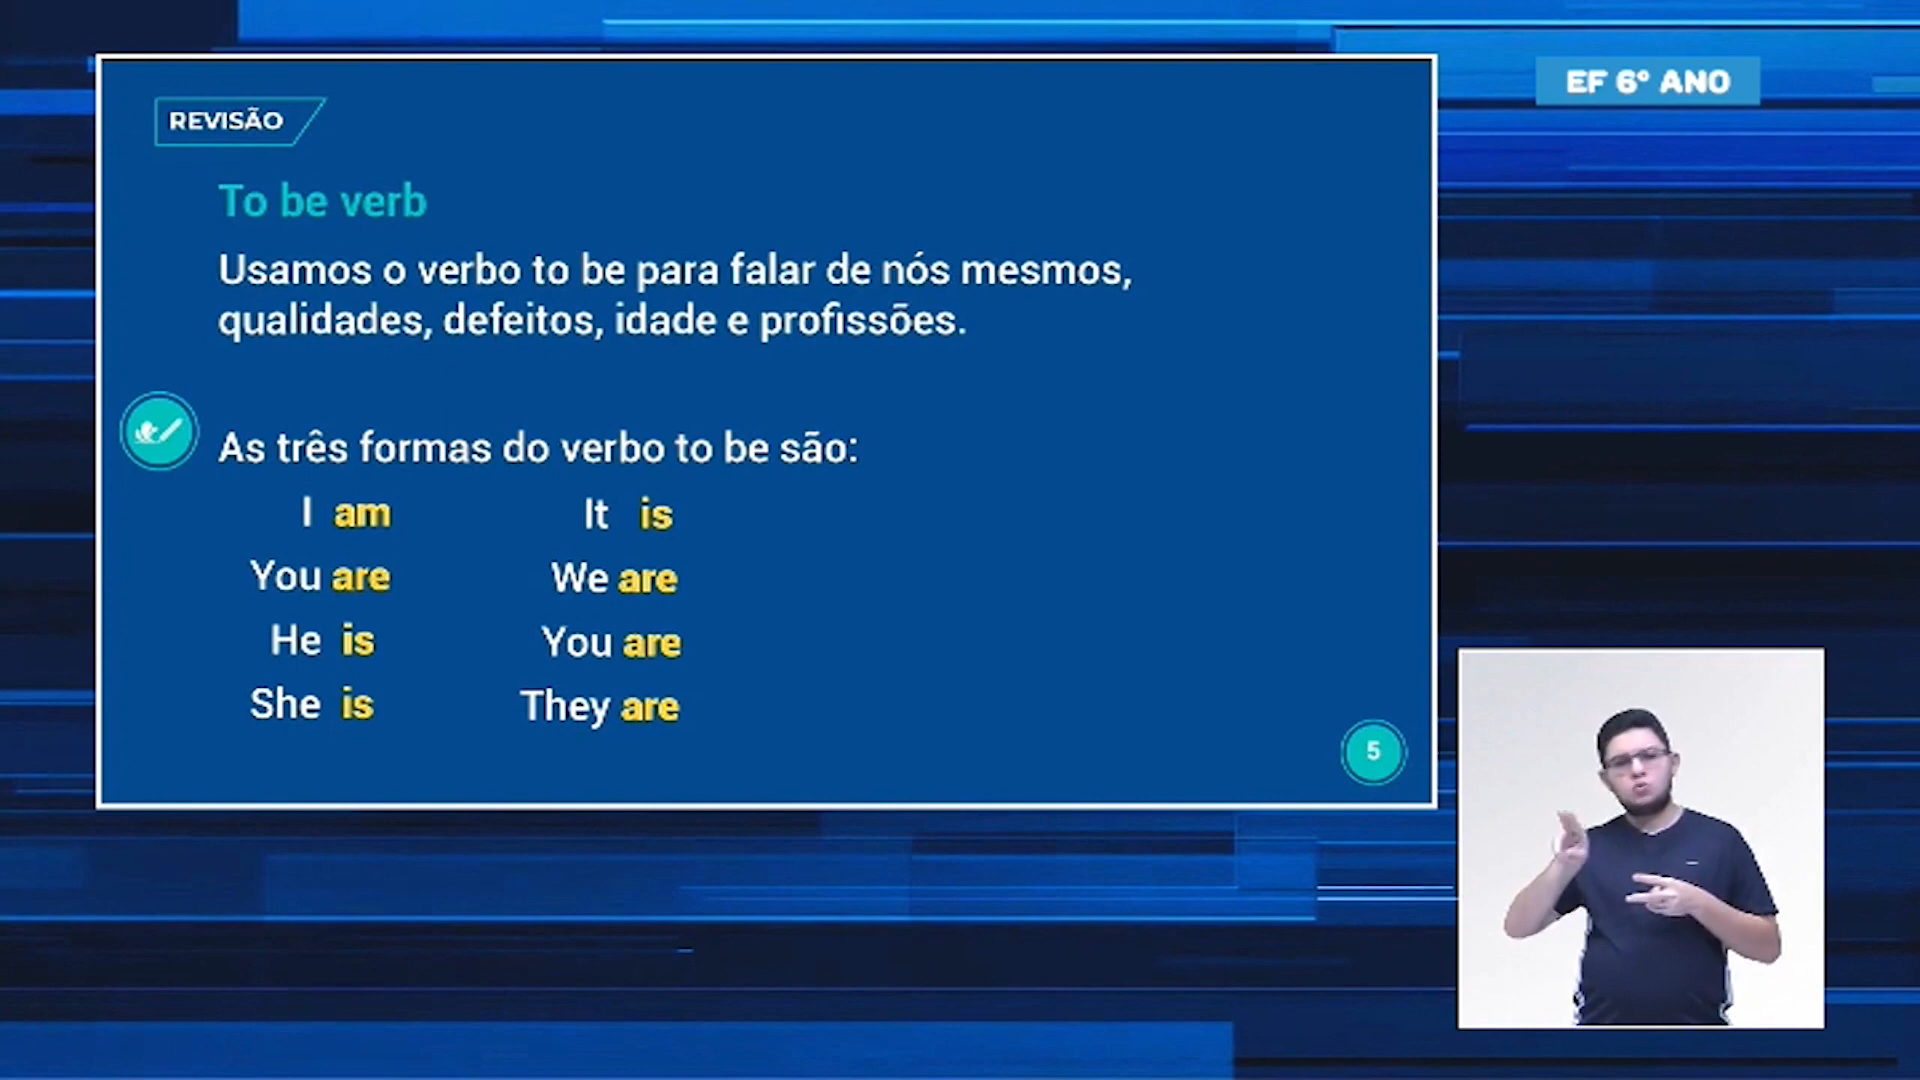 EF 6º ANO
REVISÃO
To be verb
Usamos o verbo to be para falar de nós mesmos,
qualidades, defeitos, idade e profissões.
As três formas do verbo to be são:
I am
You are
He is
She is
It is
We are
You are
They are
5